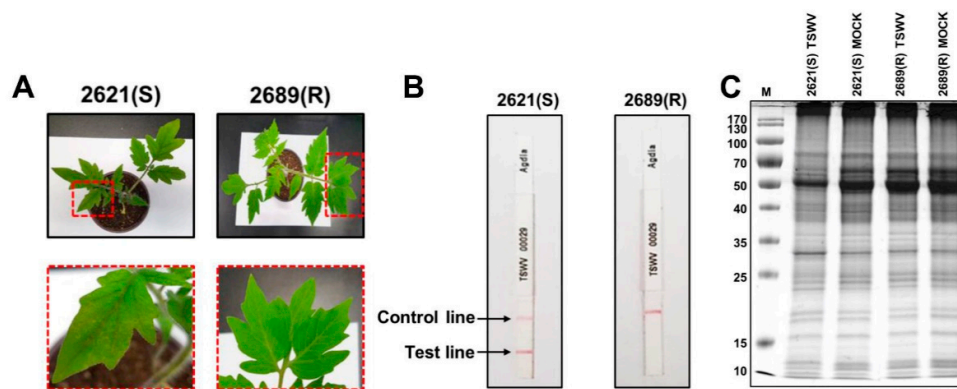 A
2621(S)
2689(R)
B
2621(S)
2689(R)
Agdia
TSWV 00029
Agdia
TSWV 00029
Control line
Test line
C
M
2621(S) TSWV
2621(S) MOCK
2689(R) TSWV
2689(R) MOCK
170
130
100
70
50
40
35
25
15
10